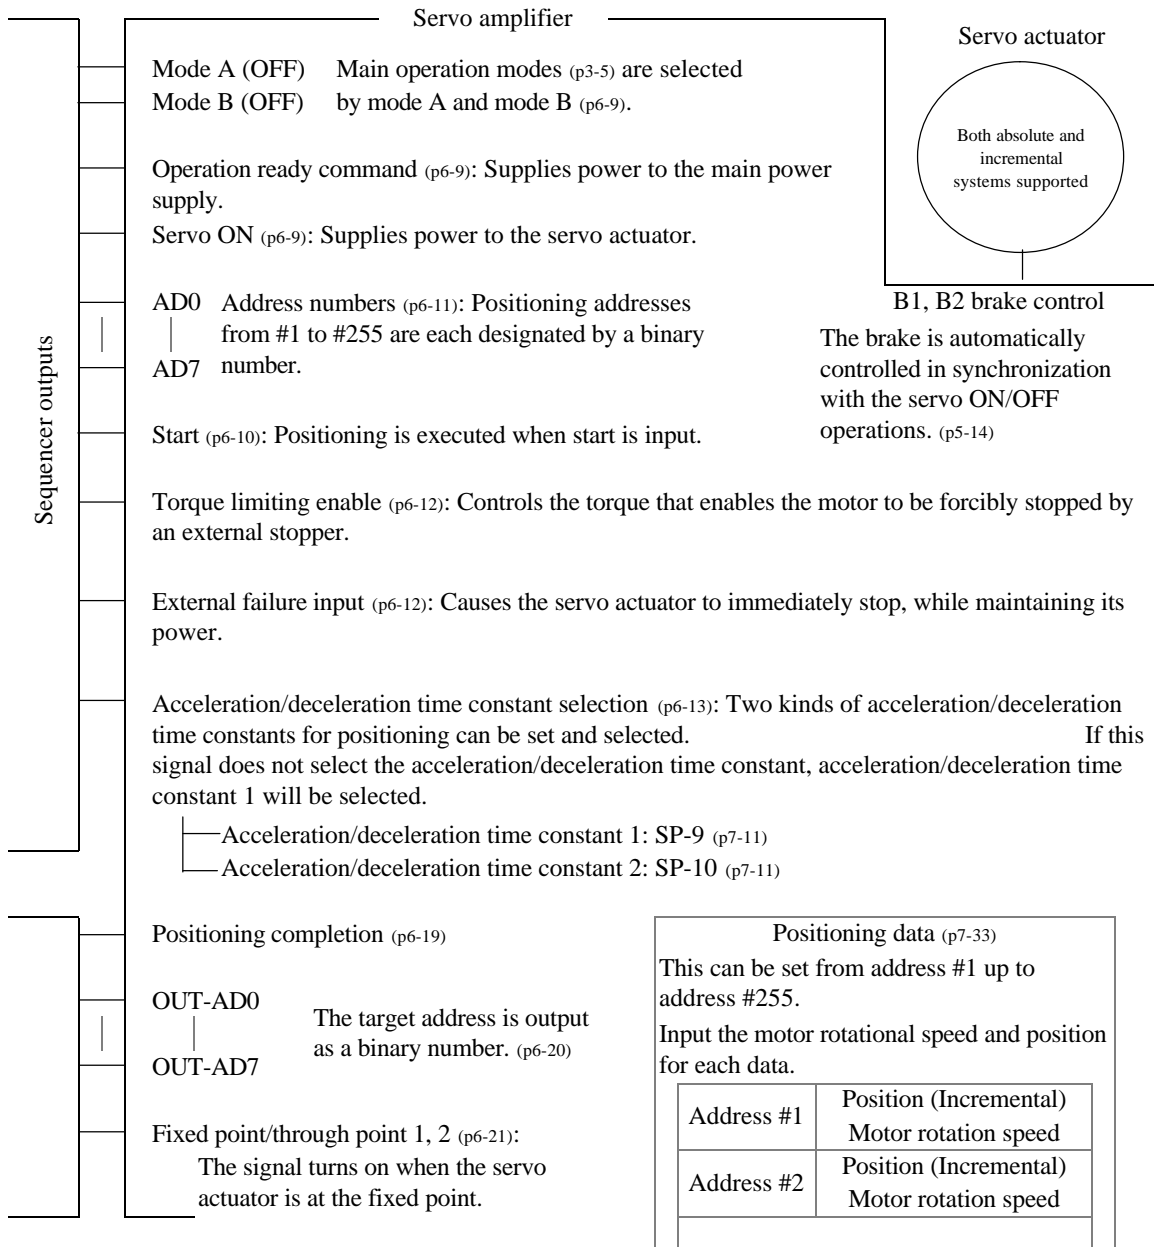 Servo amplifier
Servo actuator
Mode A (OFF) Main operation modes (p3-5) are selected
Mode B (OFF) by mode A and mode B (p6-9).
Both absolute and
incremental
systems supported
Operation ready command (p6-9): Supplies power to the main power
supply.
Servo ON (p6-9): Supplies power to the servo actuator.
B1, B2 brake control
The brake is automatically
controlled in synchronization
with the servo ON/OFF
operations. (p5-14)
AD0 Address numbers (p6-11): Positioning addresses
from #1 to #255 are each designated by a binary
AD7 number.
Sequencer outputs
Start (p6-10): Positioning is executed when start is input.
Torque limiting enable (p6-12): Controls the torque that enables the motor to be forcibly stopped by
an external stopper.
External failure input (p6-12): Causes the servo actuator to immediately stop, while maintaining its
power.
Acceleration/deceleration time constant selection (p6-13): Two kinds of acceleration/deceleration
time constants for positioning can be set and selected. If this
signal does not select the acceleration/deceleration time constant, acceleration/deceleration time
constant 1 will be selected.
Acceleration/deceleration time constant 1: SP-9 (p7-11)
Acceleration/deceleration time constant 2: SP-10 (p7-11)
Positioning completion (p6-19)
OUT-AD0
The target address is output
as a binary number. (p6-20)
OUT-AD7
Fixed point/through point 1, 2 (p6-21):
The signal turns on when the servo
actuator is at the fixed point.
Positioning data (p7-33)
This can be set from address #1 up to
address #255.
Input the motor rotational speed and position
for each data.
Address #1 Position (Incremental)
Motor rotation speed
Address #2 Position (Incremental)
Motor rotation speed